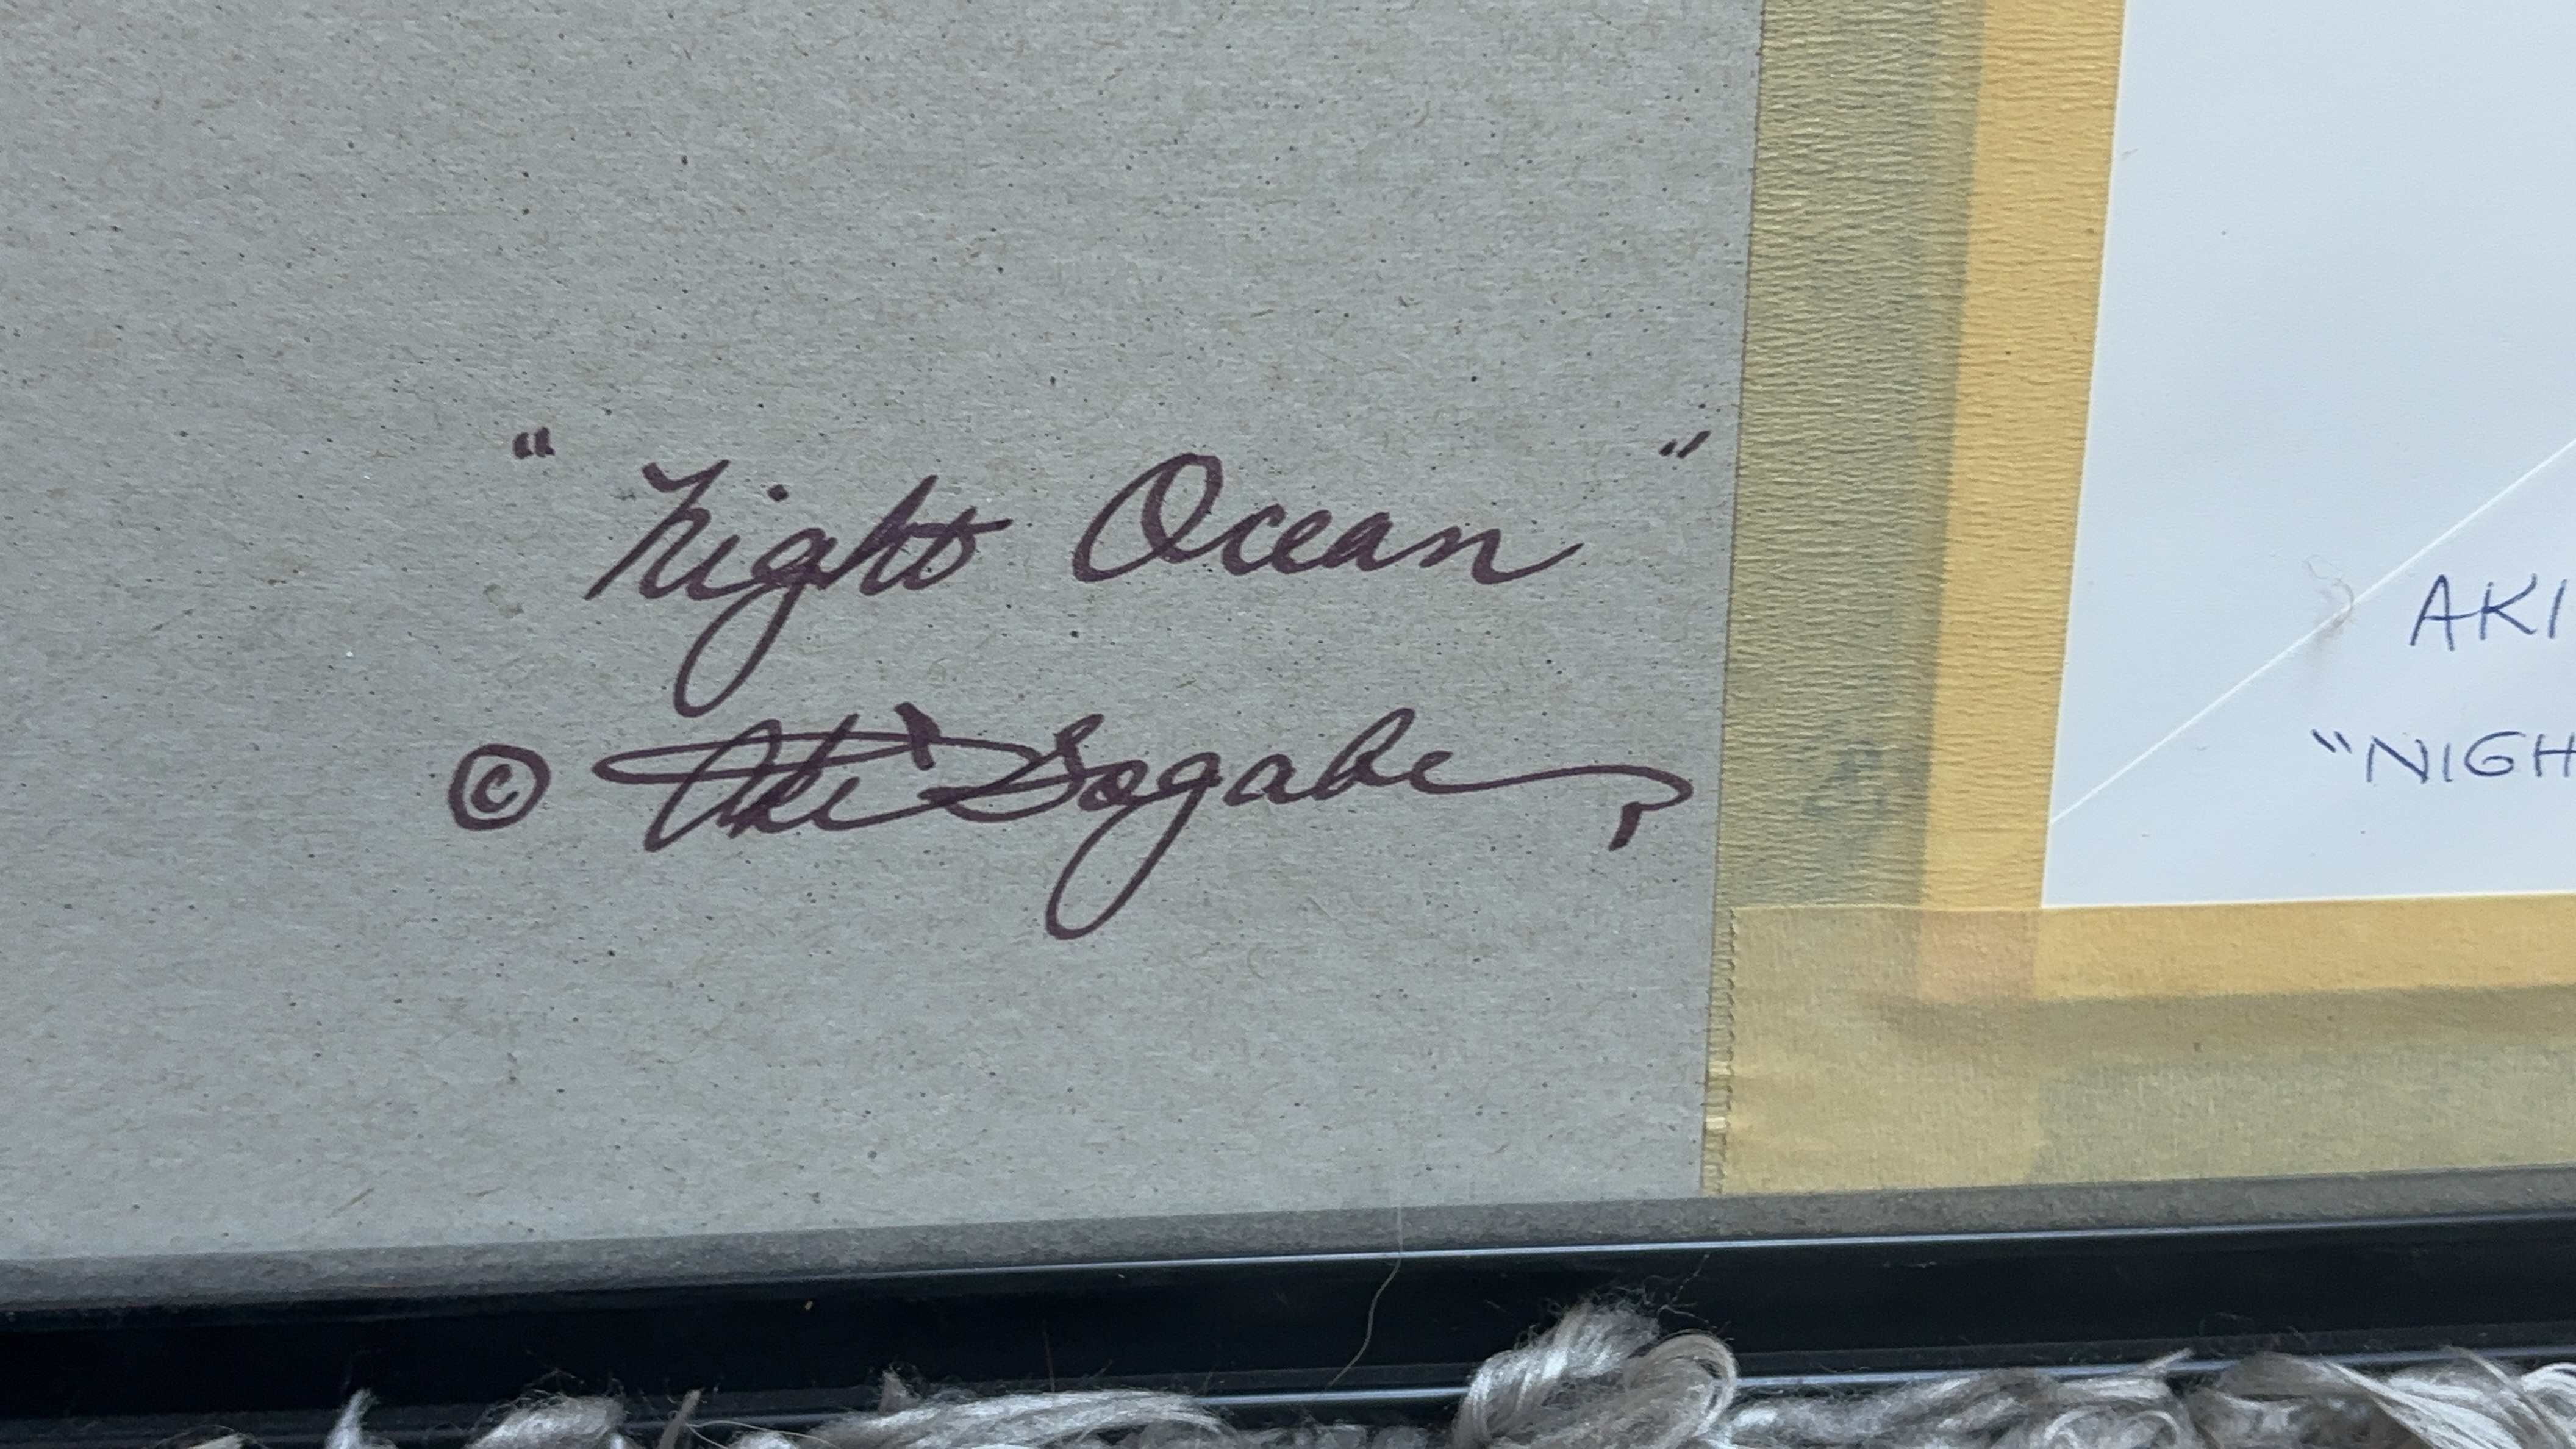 "Night Ocean"
© Aki Sogabe
AKI
"NIGH